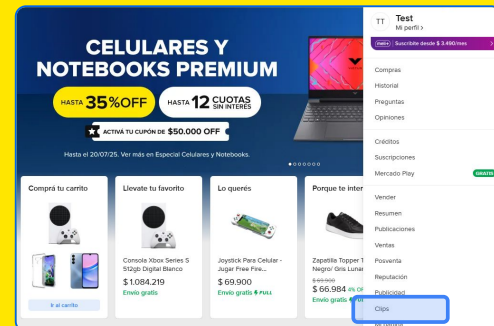 CELULARES Y
NOTEBOOKS PREMIUM
HASTA 35%OFF
HASTA 12 CUOTAS SIN INTERÉS
ACTIVÁ TU CUPÓN DE $50.000 OFF
Hasta el 20/07/25. Ver más en Especial Celulares y Notebooks.
Comprá tu carrito
Ir al carrito
Llevate tu favorito
Consola Xbox Series S
512gb Digital Blanco
$ 1.084.219
Envío gratis
Lo querés
Joystick Para Celular -
Jugar Free Fire...
$ 69.900
Envío gratis FULL
Porque te inter
Zapatilla Topper T
Negro/ Gris Lunar
$ 69.900
$ 66.984 4% OF
Envío gratis
TT
Test
Mi perfil >
meli+ Suscribite desde $ 3.490/mes >
Compras
Historial
Preguntas
Opiniones
Créditos
Suscripciones
Mercado Play GRATIS
Vender
Resumen
Publicaciones
Ventas
Posventa
Reputación
Publicidad
Clips